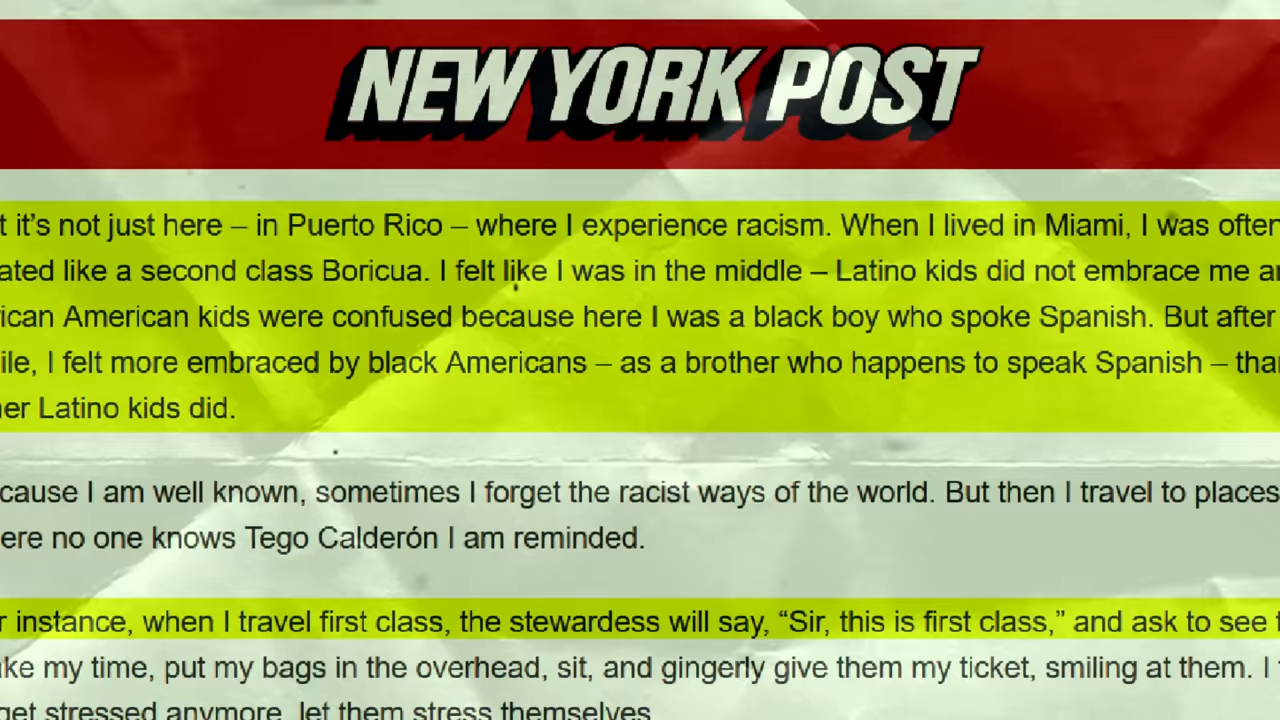 NEW YORK POST
t it’s not just here – in Puerto Rico – where I experience racism. When I lived in Miami, I was often
ated like a second class Boricua. I felt like I was in the middle – Latino kids did not embrace me an
ican American kids were confused because here I was a black boy who spoke Spanish. But after
ile, I felt more embraced by black Americans – as a brother who happens to speak Spanish – than
er Latino kids did.
cause I am well known, sometimes I forget the racist ways of the world. But then I travel to places
ere no one knows Tego Calderón I am reminded.
r instance, when I travel first class, the stewardess will say, “Sir, this is first class,” and ask to see
ke my time, put my bags in the overhead, sit, and gingerly give them my ticket, smiling at them. I
get stressed anymore, let them stress themselves